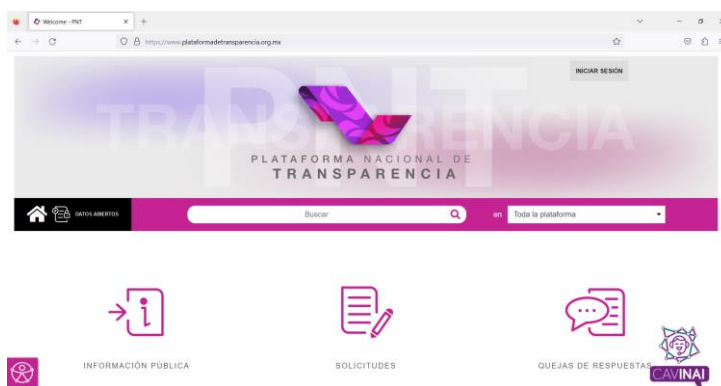 Welcome - PNT
https://www.plataformadetransparencia.org.mx
INICIAR SESIÓN
PNT
TRANSPARENCIA
PLATAFORMA NACIONAL DE
TRANSPARENCIA
DATOS ABIERTOS
Buscar
en
Toda la plataforma
INFORMACIÓN PÚBLICA
SOLICITUDES
QUEJAS DE RESPUESTAS
CAVINAI